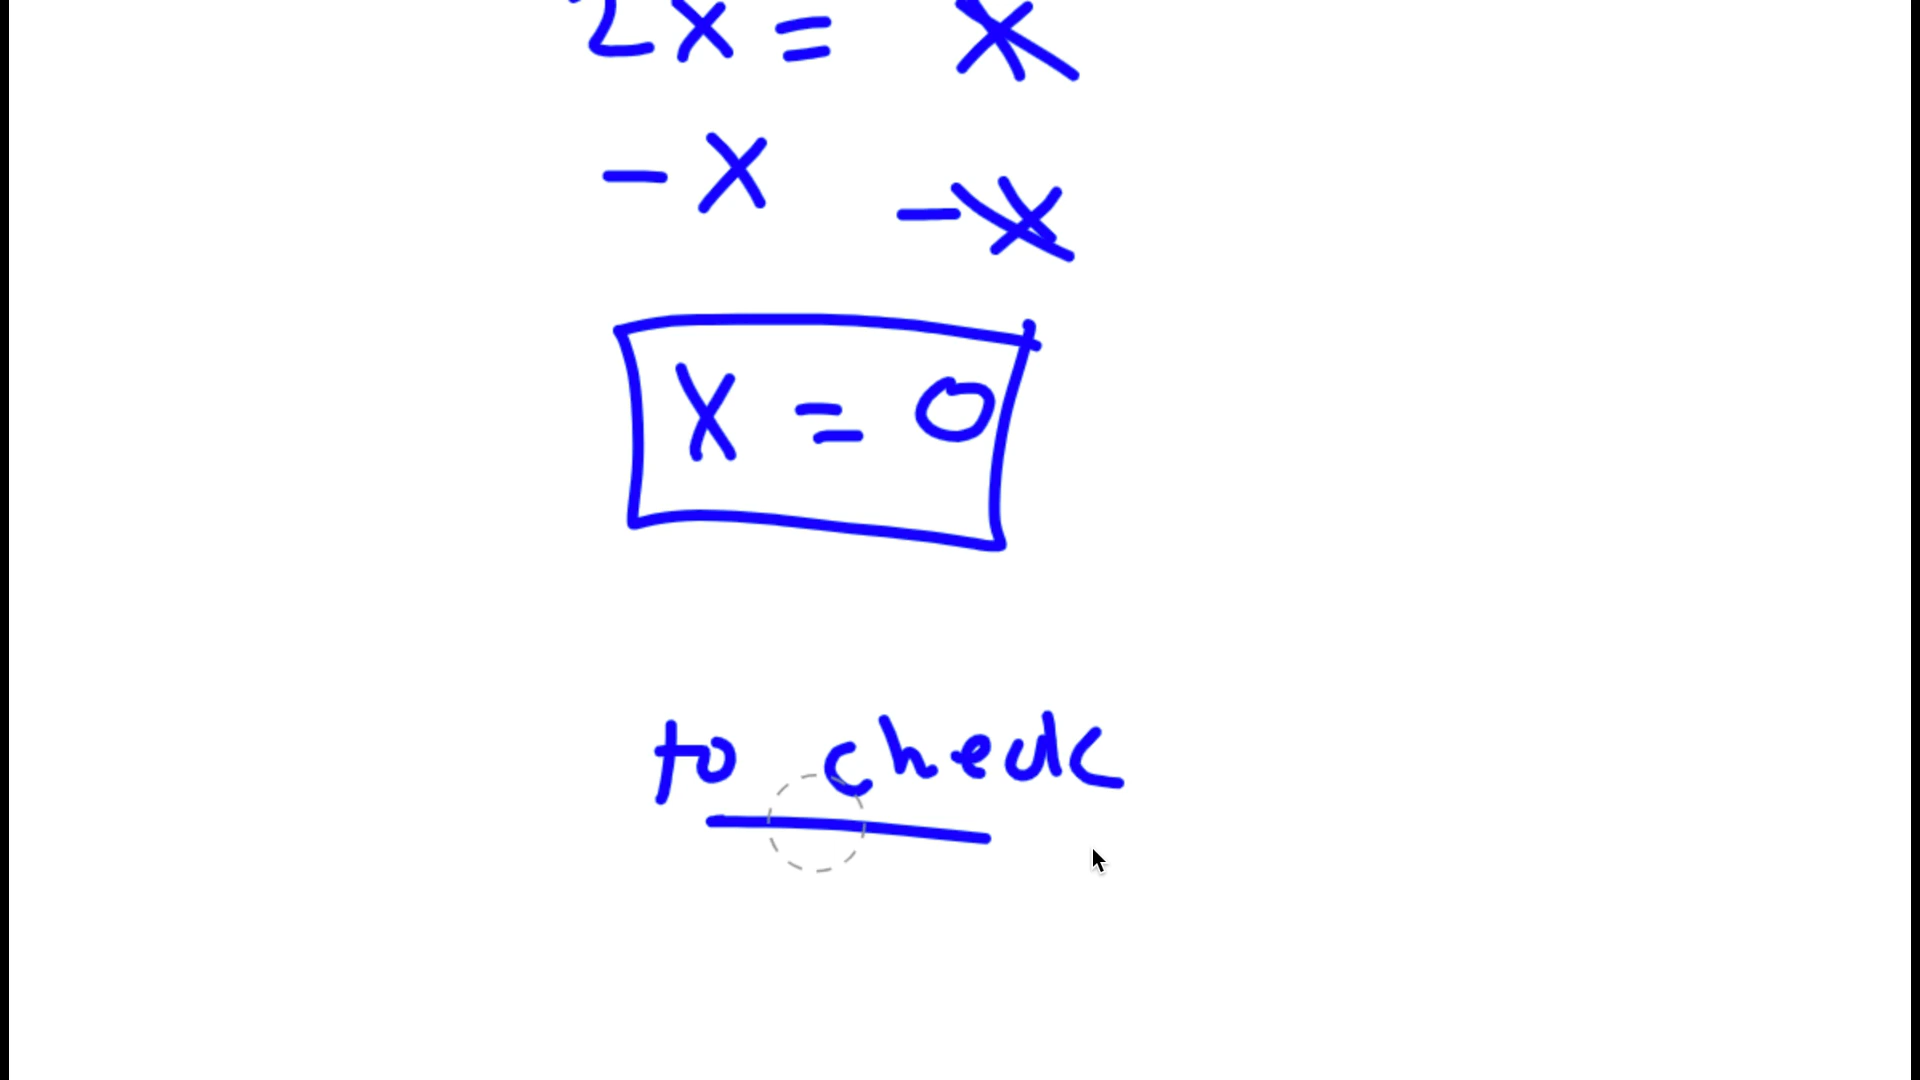 2x = x
- x - x
x = 0
to check